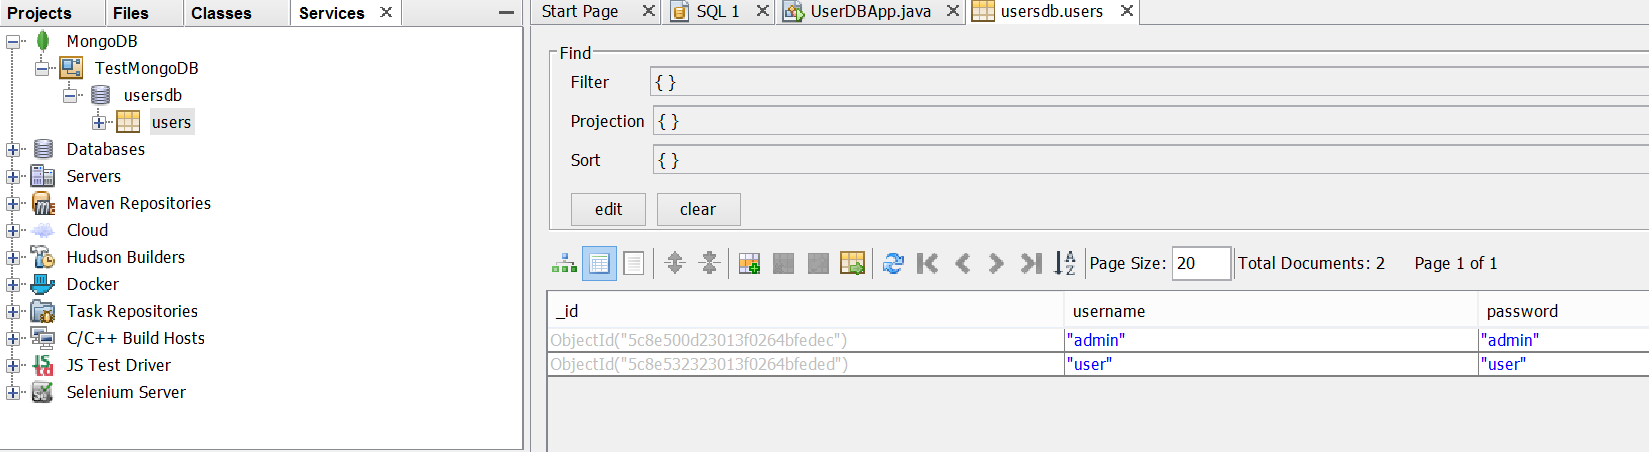 Projects Files Classes Services
MongoDB
TestMongoDB
usersdb
users
Databases
Servers
Maven Repositories
Cloud
Hudson Builders
Docker
Task Repositories
C/C++ Build Hosts
JS Test Driver
Selenium Server
Start Page SQL 1 UserDBApp.java usersdb.users
Find
Filter { }
Projection { }
Sort { }
edit clear
A
Z
Page Size: 20 Total Documents: 2 Page 1 of 1
_id username password
ObjectId("5c8e500d23013f0264bfedec") "admin" "admin"
ObjectId("5c8e532323013f0264bfeded") "user" "user"